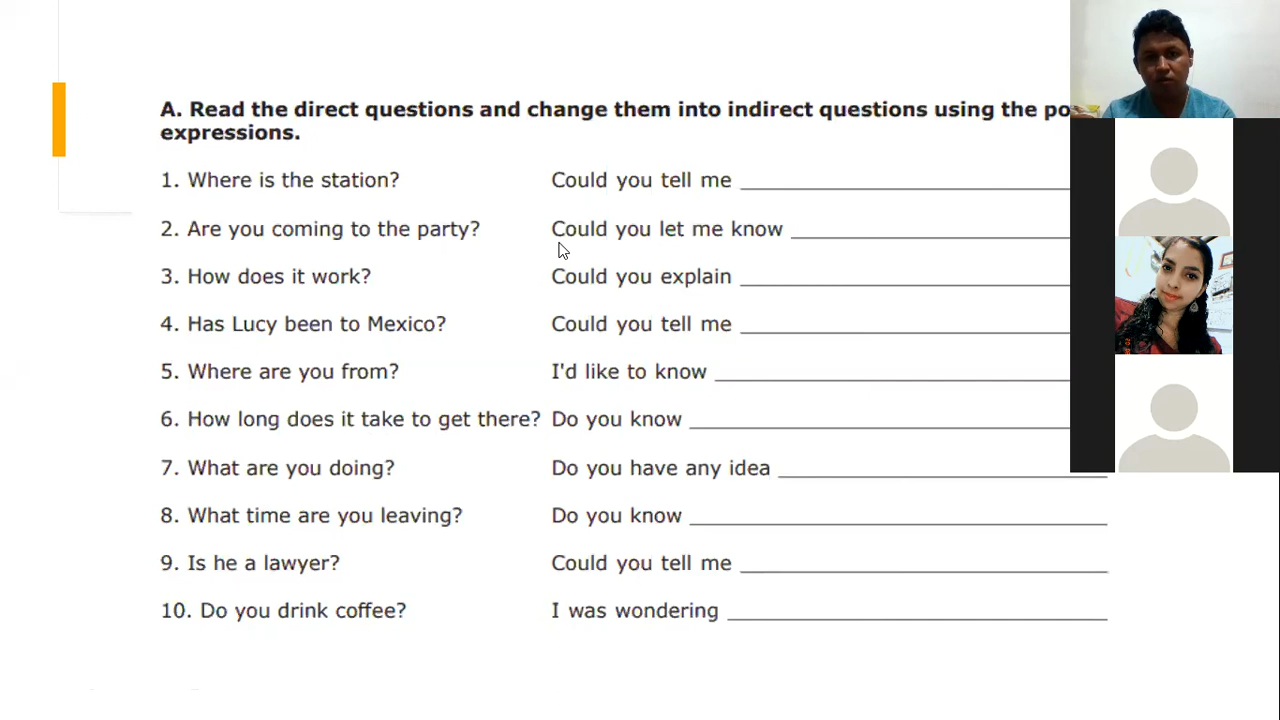 A. Read the direct questions and change them into indirect questions using the
expressions.
1. Where is the station? Could you tell me
2. Are you coming to the party? Could you let me know
3. How does it work? Could you explain
4. Has Lucy been to Mexico? Could you tell me
5. Where are you from? I'd like to know
6. How long does it take to get there? Do you know
7. What are you doing? Do you have any idea
8. What time are you leaving? Do you know
9. Is he a lawyer? Could you tell me
10. Do you drink coffee? I was wondering